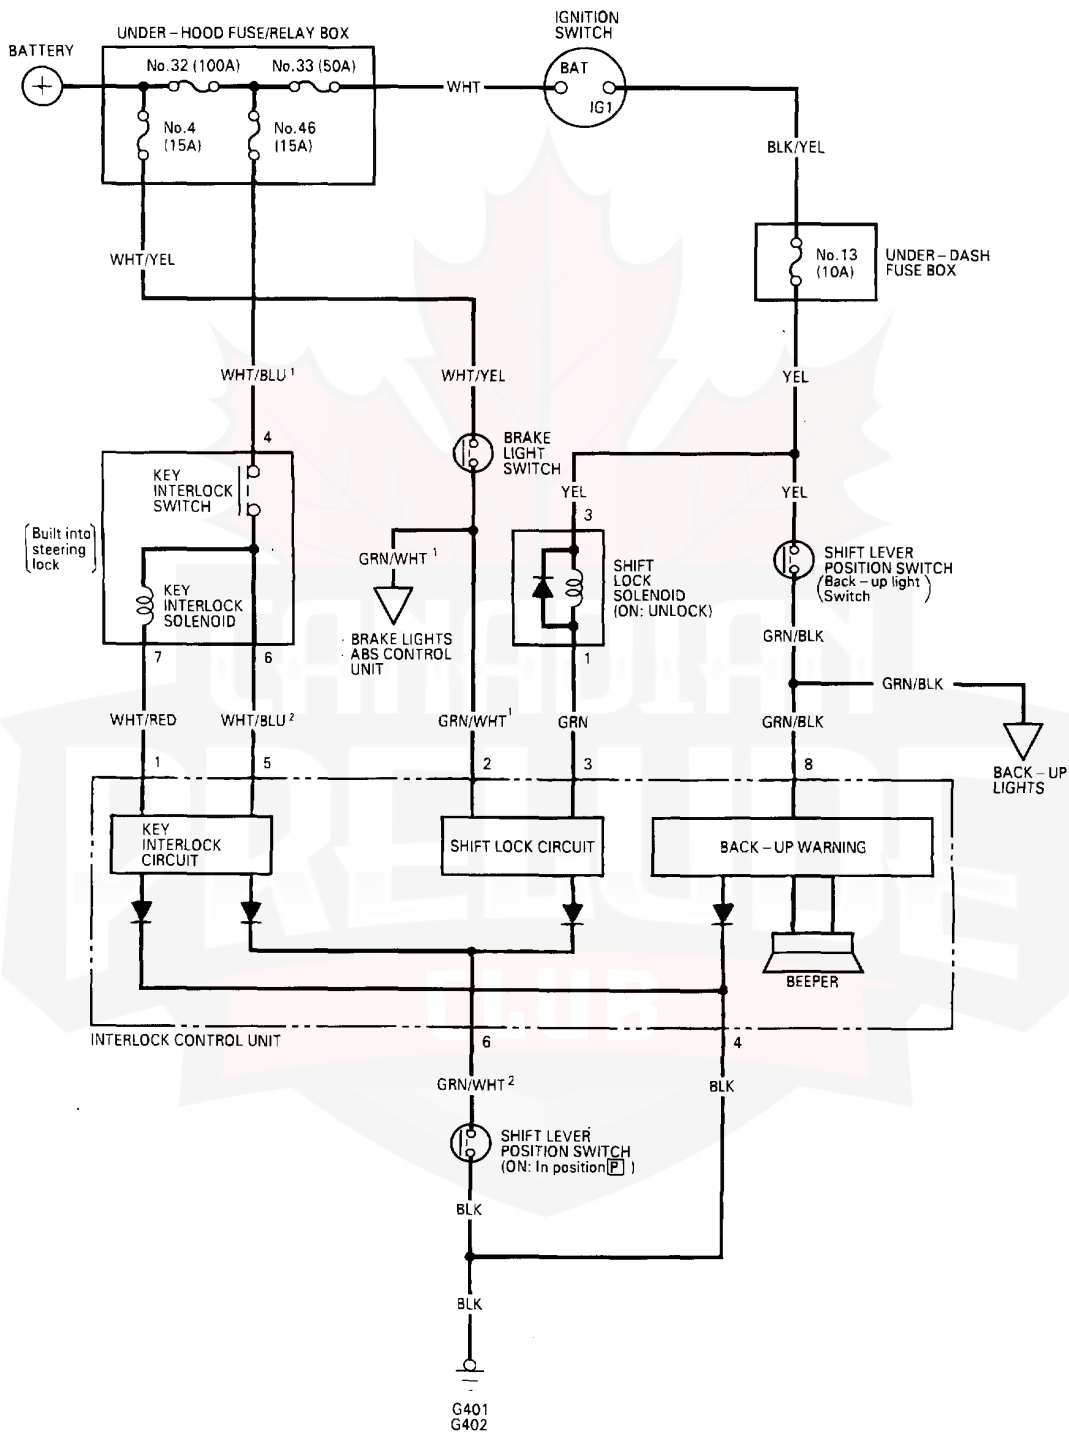 IGNITION
SWITCH
UNDER-HOOD FUSE/RELAY BOX
BATTERY
No.32 (100A)
No.33 (50A)
BAT
WHT
IG1
No.4
(15A)
No.46
(15A)
BLK/YEL
WHT/YEL
No.13
(10A)
UNDER-DASH
FUSE BOX
WHT/BLU 1
WHT/YEL
YEL
4
BRAKE
LIGHT
SWITCH
KEY
INTERLOCK
SWITCH
YEL
YEL
3
Built into
steering
lock
GRN/WHT 1
SHIFT
LOCK
SOLENOID
(ON: UNLOCK)
SHIFT LEVER
POSITION SWITCH
(Back-up light
Switch)
KEY
INTERLOCK
SOLENOID
BRAKE LIGHTS
ABS CONTROL
UNIT
GRN/BLK
7
6
1
GRN/BLK
WHT/RED
WHT/BLU 2
GRN/WHT 1
GRN
GRN/BLK
1
5
2
3
8
BACK-UP
LIGHTS
KEY
INTERLOCK
CIRCUIT
SHIFT LOCK CIRCUIT
BACK-UP WARNING
BEEPER
INTERLOCK CONTROL UNIT
6
4
GRN/WHT 2
BLK
SHIFT LEVER
POSITION SWITCH
(ON: In position P )
BLK
BLK
G401
G402
CANADIAN
PRELUDE
CLUB